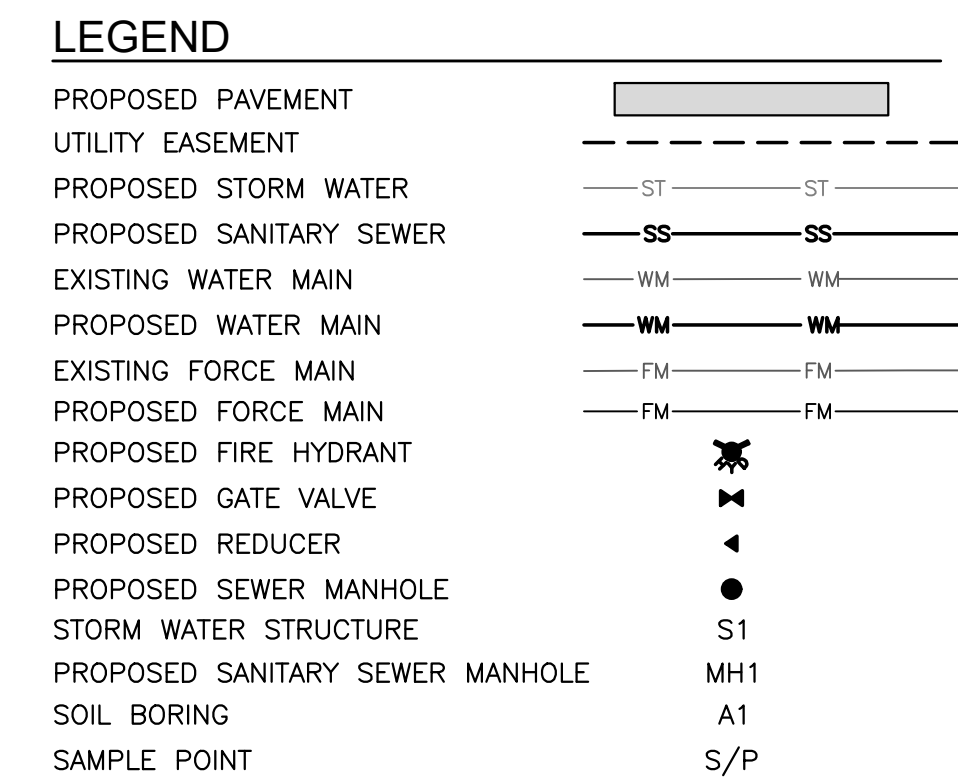 LEGEND
PROPOSED PAVEMENT
UTILITY EASEMENT
PROPOSED STORM WATER ST ST
PROPOSED SANITARY SEWER SS SS
EXISTING WATER MAIN WM WM
PROPOSED WATER MAIN WM WM
EXISTING FORCE MAIN FM FM
PROPOSED FORCE MAIN FM FM
PROPOSED FIRE HYDRANT
PROPOSED GATE VALVE
PROPOSED REDUCER
PROPOSED SEWER MANHOLE
STORM WATER STRUCTURE S1
PROPOSED SANITARY SEWER MANHOLE MH1
SOIL BORING A1
SAMPLE POINT S/P